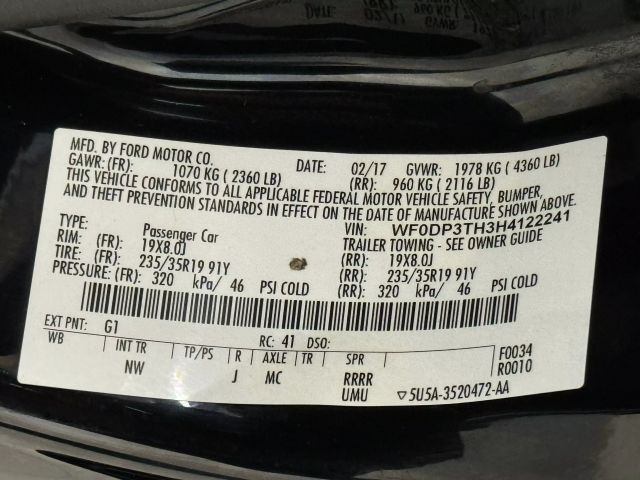 MFD. BY FORD MOTOR CO. DATE: 02/17 GVWR: 1978 KG ( 4360 LB)
GAWR: (FR): 1070 KG ( 2360 LB) (RR): 960 KG ( 2116 LB)
THIS VEHICLE CONFORMS TO ALL APPLICABLE FEDERAL MOTOR VEHICLE SAFETY, BUMPER,
AND THEFT PREVENTION STANDARDS IN EFFECT ON THE DATE OF MANUFACTURE SHOWN ABOVE.
VIN: WF0DP3TH3H4122241
TYPE: Passenger Car TRAILER TOWING - SEE OWNER GUIDE
RIM: (FR): 19X8.0J (RR): 19X8.0J
TIRE: (FR): 235/35R19 91Y (RR): 235/35R19 91Y
PRESSURE: (FR): 320 kPa/ 46 PSI COLD (RR): 320 kPa/ 46 PSI COLD
EXT PNT: G1 RC: 41 DSO:
WB INT TR TP/PS R AXLE TR SPR F0034
NW J MC RRRR R0010
UMU ▽5U5A-3520472-AA